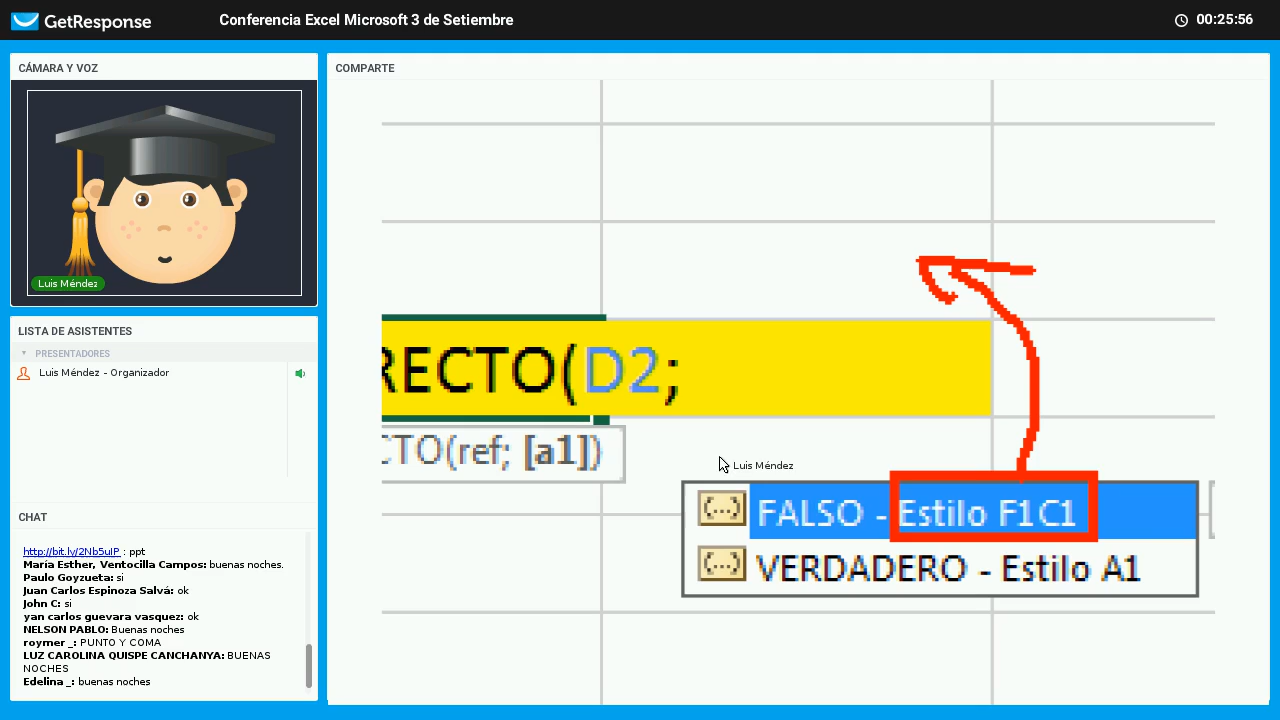 GetResponse
Conferencia Excel Microsoft 3 de Setiembre
00:25:56
CÁMARA Y VOZ
Luis Méndez
LISTA DE ASISTENTES
PRESENTADORES
Luis Méndez - Organizador
CHAT
http://bit.ly/2Nb5uIP : ppt
María Esther, Ventocilla Campos: buenas noches.
Paulo Goyzueta: si
Juan Carlos Espinoza Salvá: ok
John C: si
yan carlos guevara vasquez: ok
NELSON PABLO: Buenas noches
roymer _: PUNTO Y COMA
LUZ CAROLINA QUISPE CANCHANYA: BUENAS
NOCHES
Edelina _: buenas noches
COMPARTE
RECTO(D2;
CTO(ref; [a1])
Luis Méndez
{...} FALSO - Estilo F1C1
{...} VERDADERO - Estilo A1